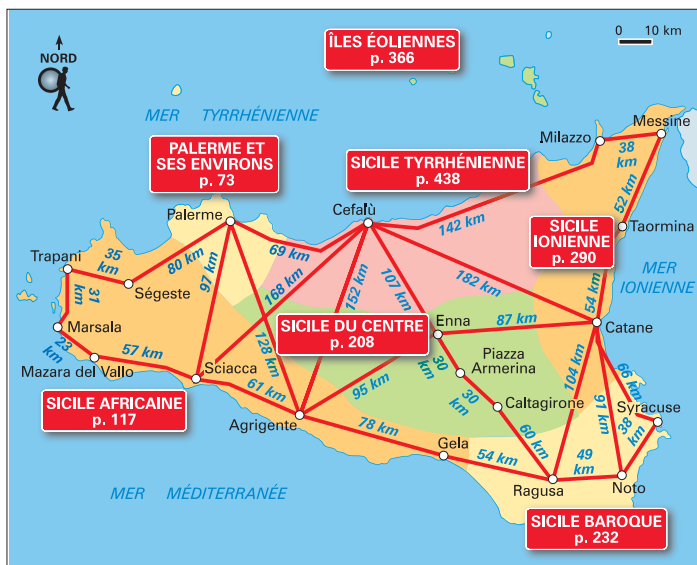 0 10 km
NORD
ÎLES ÉOLIENNES
p. 366
MER TYRRHÉNIENNE
Messine
Milazzo
38
km
PALERME ET
SES ENVIRONS
p. 73
SICILE TYRRHÉNIENNE
p. 438
52 km
Palerme
Cefalù
142 km
SICILE
IONIENNE
p. 290
Taormina
Trapani
35
km
80 km
69 km
MER
IONIENNE
Ségeste
97 km
168 km
152 km
107 km
182 km
54 km
31
km
Marsala
SICILE DU CENTRE
p. 208
Enna
87 km
Catane
23
km
Mazara del Vallo
57 km
Sciacca
128 km
30
km
Piazza
Armerina
104 km
66 km
61 km
95 km
30
km
Caltagirone
91 km
Syracuse
38
km
SICILE AFRICAINE
p. 117
Agrigente
78 km
60 km
Gela
54 km
49
km
Ragusa
Noto
MER MÉDITERRANÉE
SICILE BAROQUE
p. 232